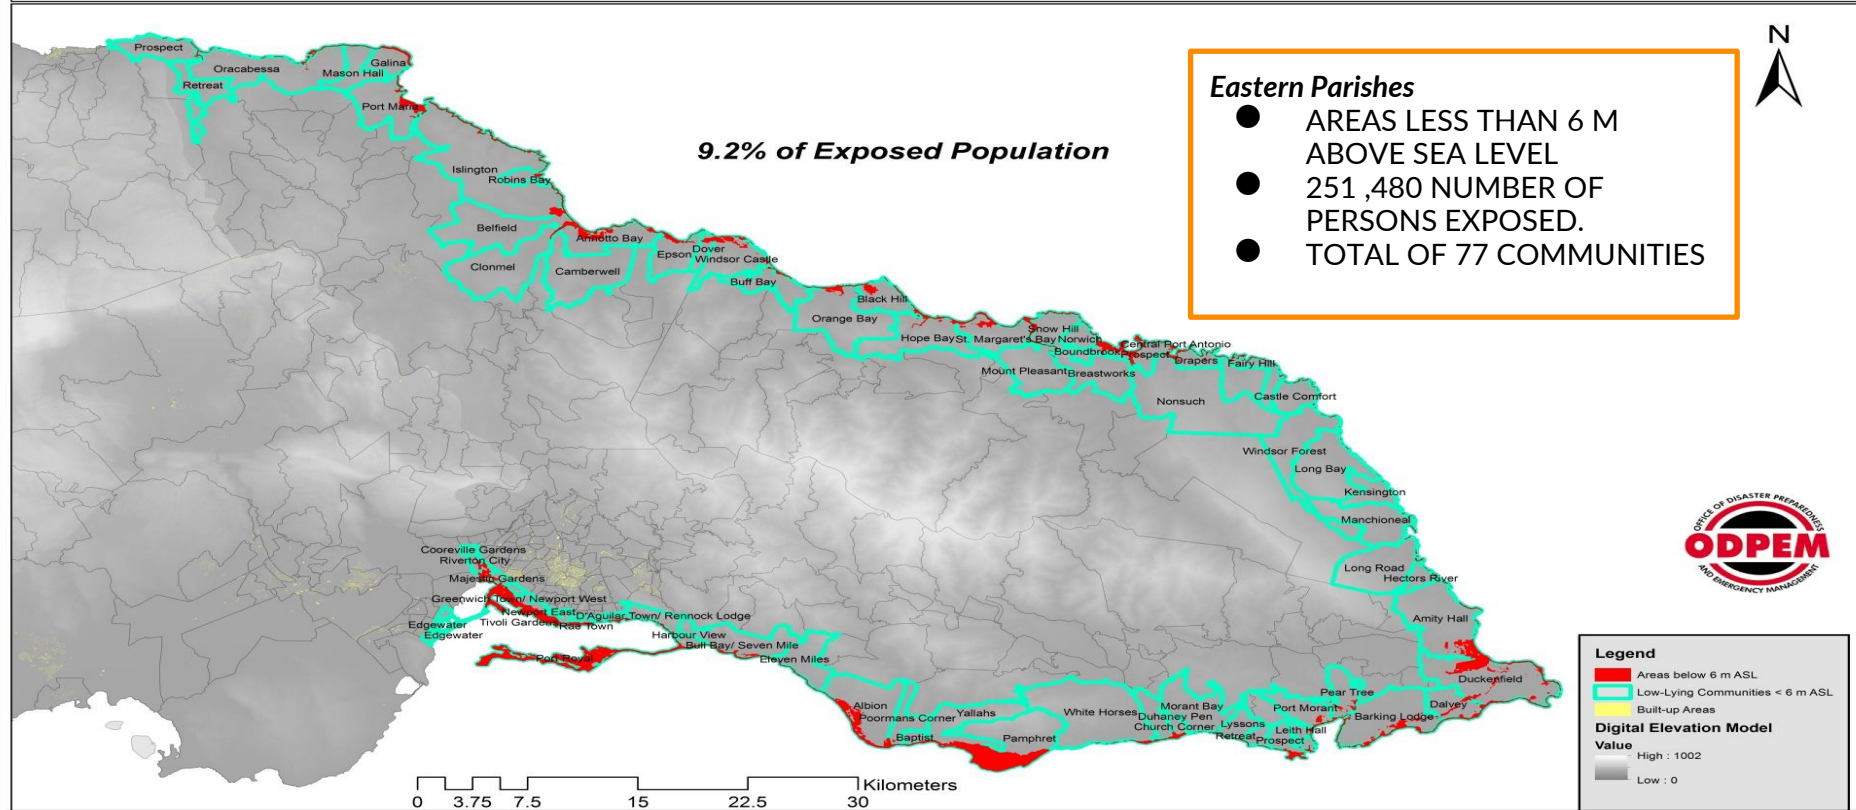 Prospect
Oracabessa
Galina
Mason Hall
Retreat
Port Maria
Islington
Robins Bay
Belfield
Annotto Bay
Clonmel
Camberwell
Epson
Dover
Windsor Castle
Buff Bay
Black Hill
Orange Bay
Hope Bay
St. Margaret's Bay
Snow Hill
Norwich
Boundbrook
Central Port Antonio
Prospect
Drapers
Fairy Hill
Mount Pleasant
Breastworks
Castle Comfort
Nonsuch
Windsor Forest
Long Bay
Kensington
Manchioneal
Long Road
Hectors River
Amity Hall
Duckenfield
Dalvey
Cooreville Gardens
Riverton City
Majestin Gardens
Greenwich Town/ Newport West
Newport East
D'Aguilar Town/ Rennock Lodge
Tivoli Gardens
Rae Town
Edgewater
Edgewater
Harbour View
Bull Bay/ Seven Mile
Eleven Miles
Port Royal
Albion
Poormans Corner
Yallahs
Baptist
Pamphret
White Horses
Morant Bay
Duhaney Pen
Church Corner
Lyssons
Retreat
Prospect
Leith Hall
Port Morant
Pear Tree
Barking Lodge
9.2% of Exposed Population
Eastern Parishes
● AREAS LESS THAN 6 M
ABOVE SEA LEVEL
● 251 ,480 NUMBER OF
PERSONS EXPOSED.
● TOTAL OF 77 COMMUNITIES
N
OFFICE OF DISASTER PREPAREDNESS
ODPEM
AND EMERGENCY MANAGEMENT
Legend
Areas below 6 m ASL
Low-Lying Communities < 6 m ASL
Built-up Areas
Digital Elevation Model
Value
High : 1002
Low : 0
Kilometers
0 3.75 7.5 15 22.5 30